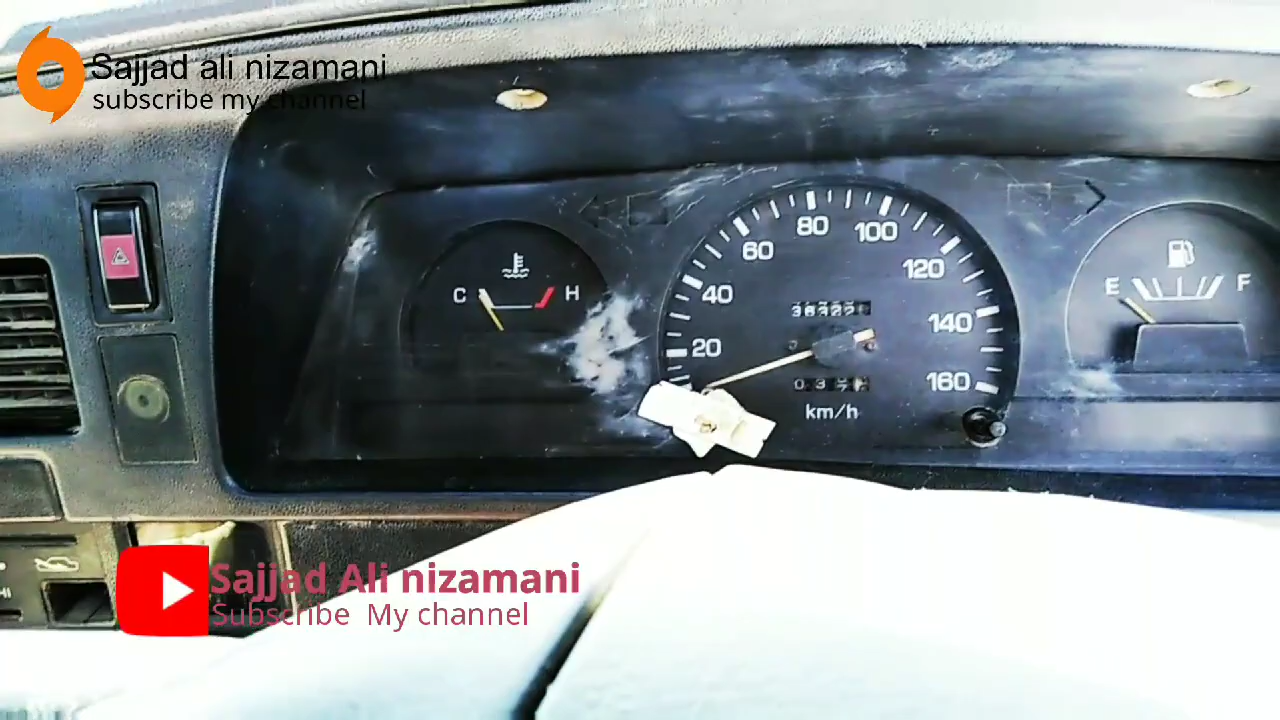 Sajjad ali nizamani
subscribe my channel
80
60
100
40
120
20
140
160
km/h
C
H
E
F
Sajjad Ali nizamani
Subscribe My channel